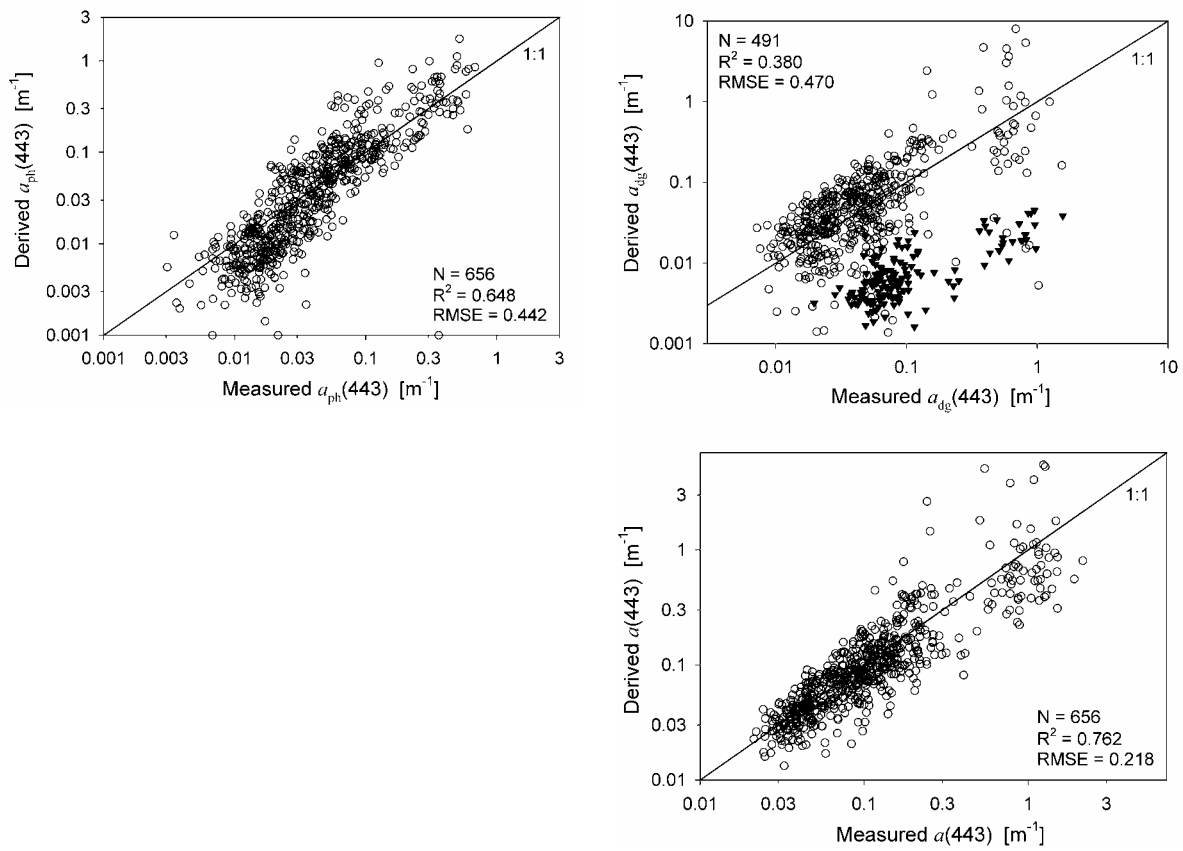 3
1
0.3
0.1
0.03
0.01
0.003
0.001
Derived a_ph(443) [m⁻¹]
1:1
N = 656
R² = 0.648
RMSE = 0.442
0.001 0.003 0.01 0.03 0.1 0.3 1 3
Measured a_ph(443) [m⁻¹]
10
1
0.1
0.01
0.001
Derived a_dg(443) [m⁻¹]
N = 491
R² = 0.380
RMSE = 0.470
1:1
0.01 0.1 1 10
Measured a_dg(443) [m⁻¹]
3
1
0.3
0.1
0.03
0.01
Derived a(443) [m⁻¹]
1:1
N = 656
R² = 0.762
RMSE = 0.218
0.01 0.03 0.1 0.3 1 3
Measured a(443) [m⁻¹]